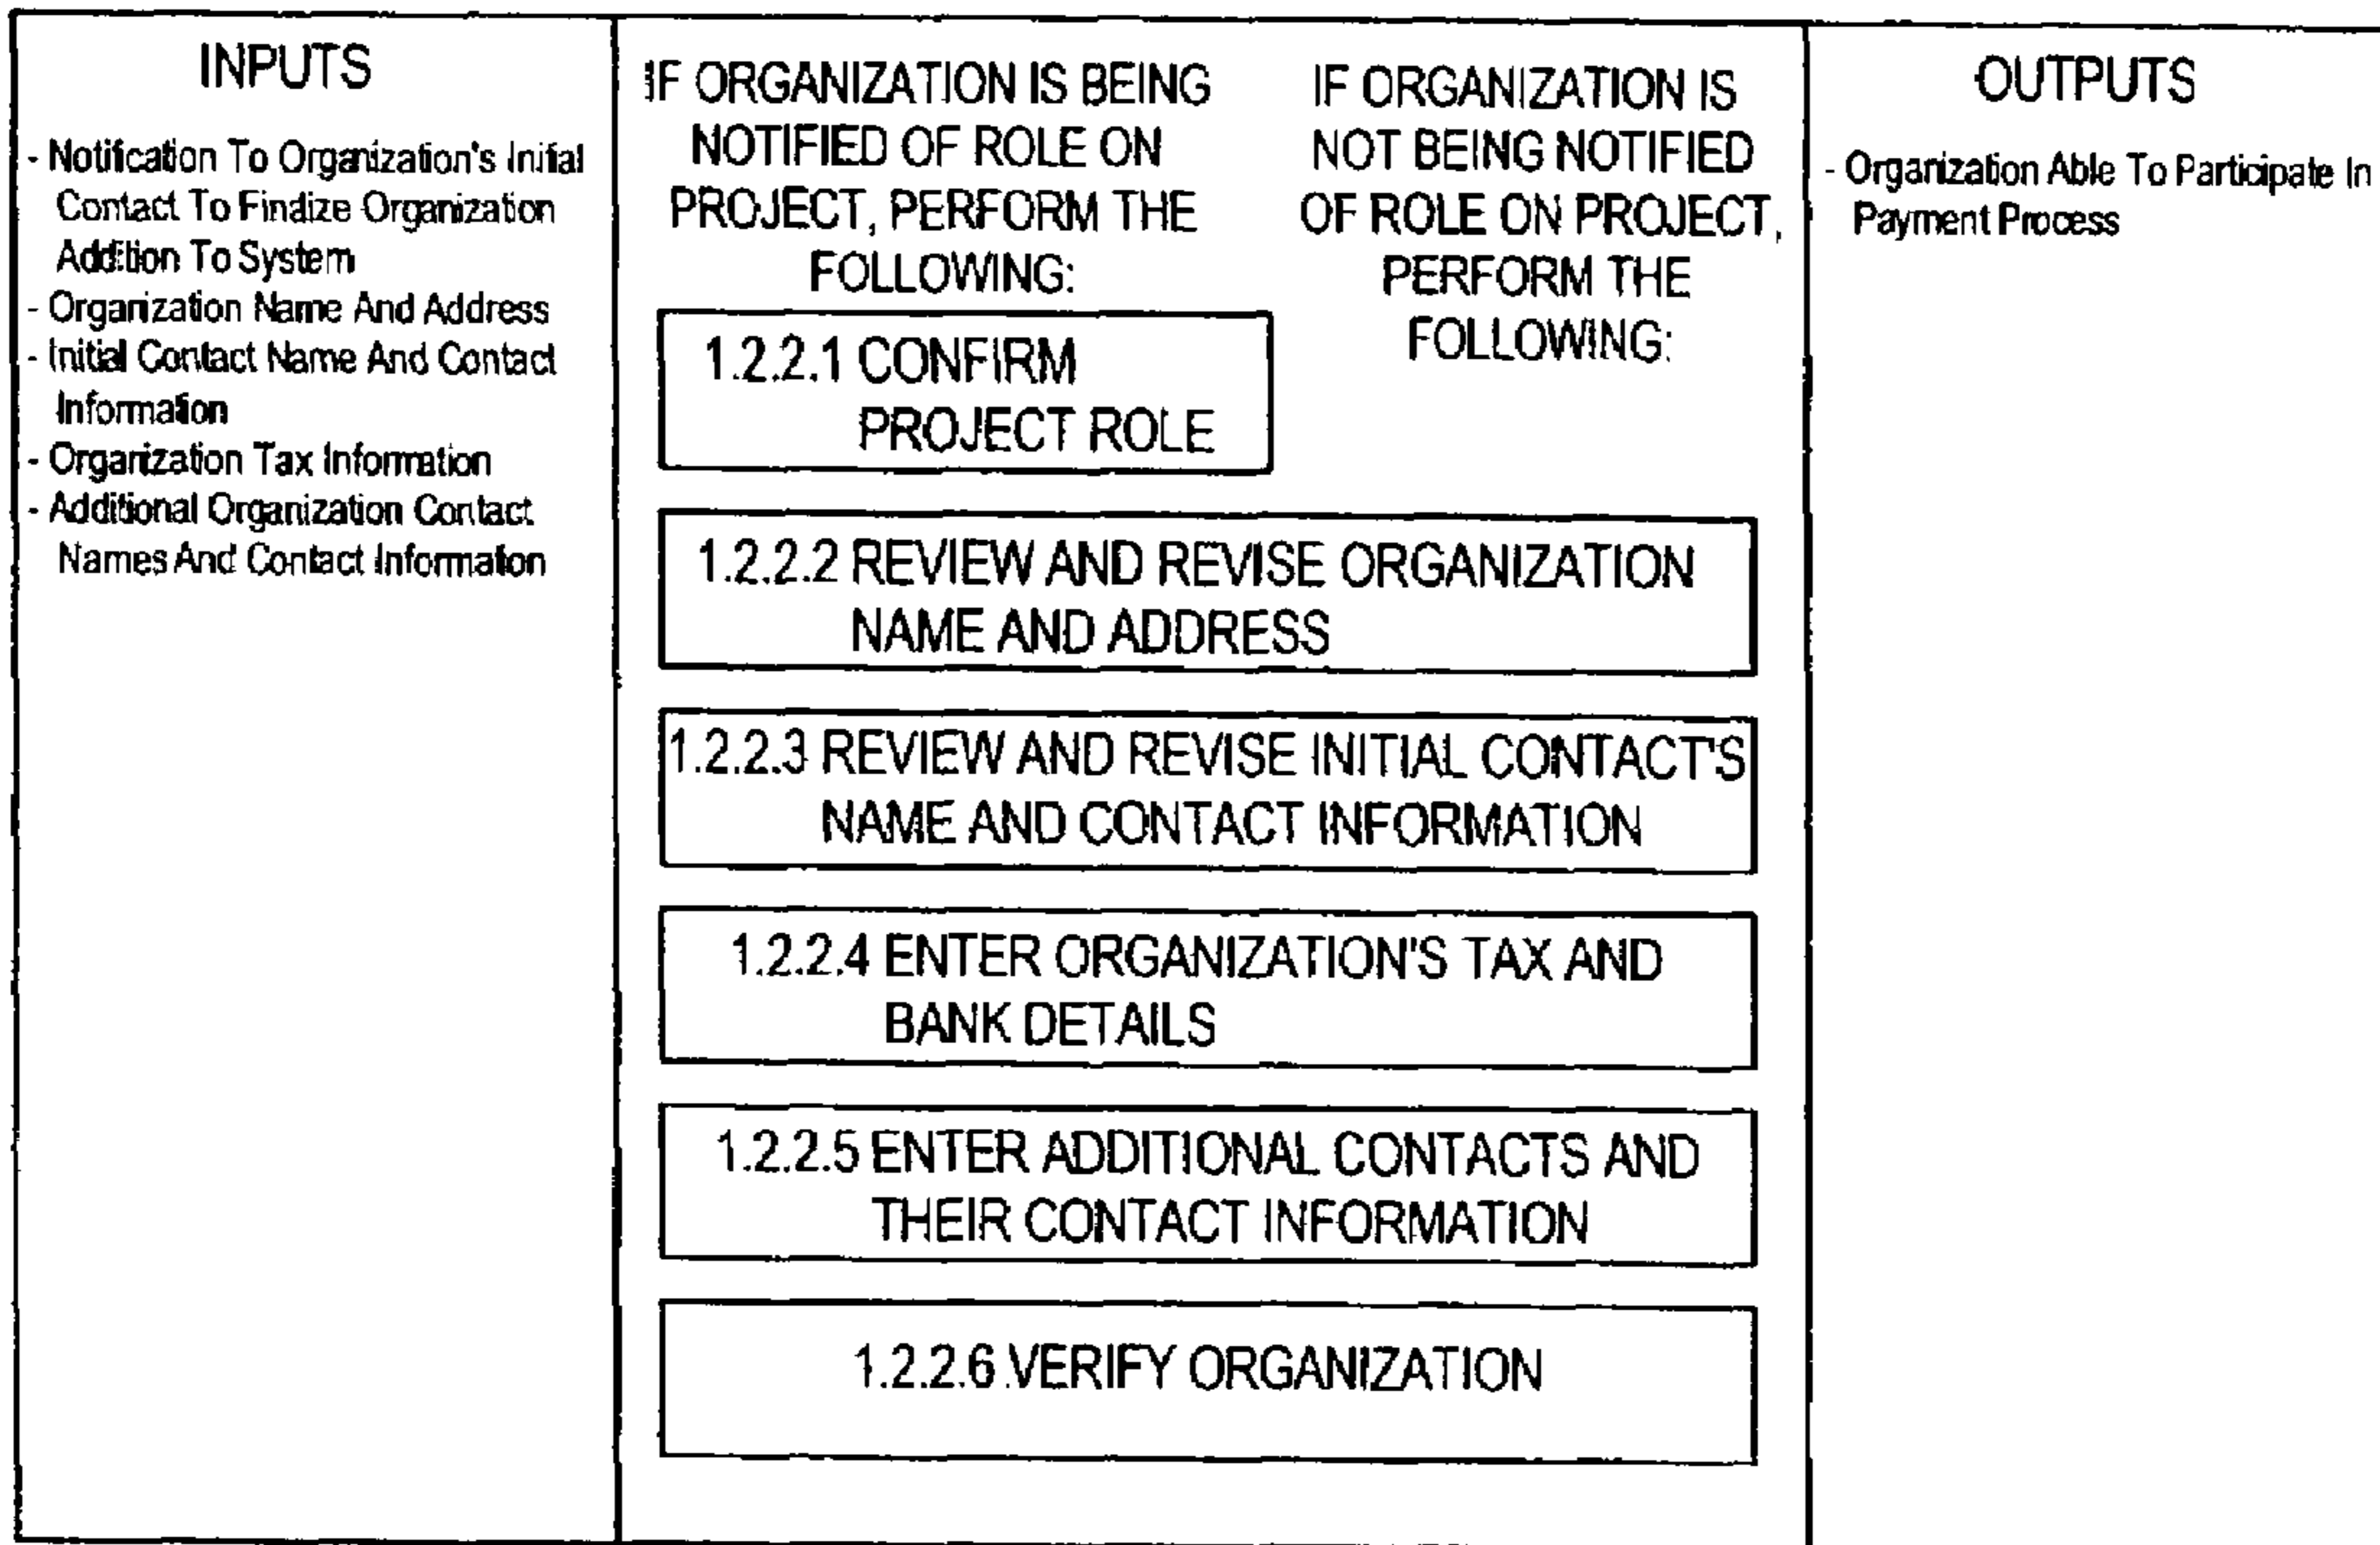 INPUTS
- Notification To Organization's Initial
Contact To Findize Organization
Addition To System
- Organization Name And Address
- Initial Contact Name And Contact
Information
- Organization Tax Information
- Additional Organization Contact
Names And Contact Information
IF ORGANIZATION IS BEING
NOTIFIED OF ROLE ON
PROJECT, PERFORM THE
FOLLOWING:
IF ORGANIZATION IS
NOT BEING NOTIFIED
OF ROLE ON PROJECT,
PERFORM THE
FOLLOWING:
1.2.2.1 CONFIRM
PROJECT ROLE
1.2.2.2 REVIEW AND REVISE ORGANIZATION
NAME AND ADDRESS
1.2.2.3 REVIEW AND REVISE INITIAL CONTACT'S
NAME AND CONTACT INFORMATION
1.2.2.4 ENTER ORGANIZATION'S TAX AND
BANK DETAILS
1.2.2.5 ENTER ADDITIONAL CONTACTS AND
THEIR CONTACT INFORMATION
1.2.2.6 VERIFY ORGANIZATION
OUTPUTS
- Organization Able To Participate In
Payment Process